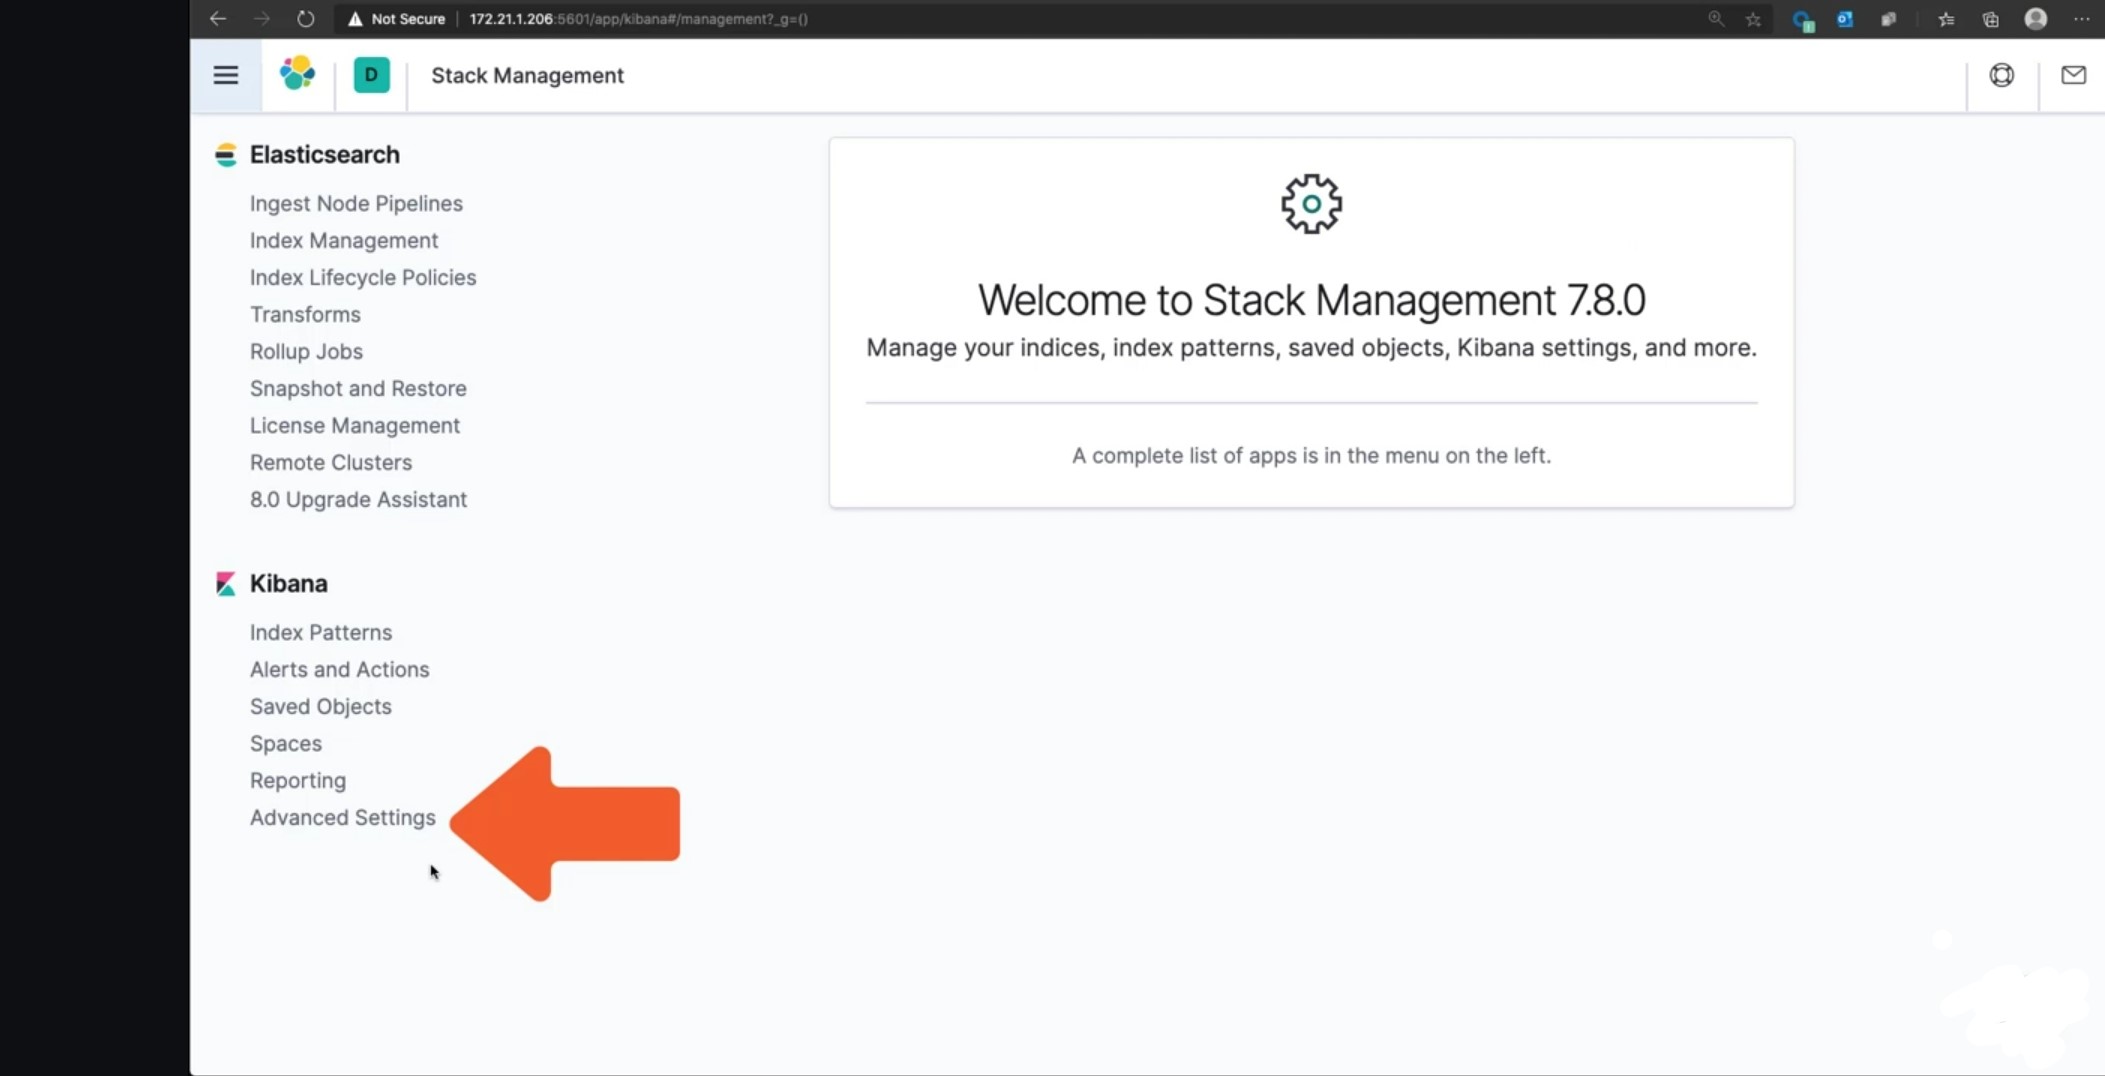 Not Secure
172.21.1.206:5601/app/kibana#/management?_g=()
D
Stack Management
Elasticsearch
Ingest Node Pipelines
Index Management
Index Lifecycle Policies
Transforms
Rollup Jobs
Snapshot and Restore
License Management
Remote Clusters
8.0 Upgrade Assistant
Kibana
Index Patterns
Alerts and Actions
Saved Objects
Spaces
Reporting
Advanced Settings
Welcome to Stack Management 7.8.0
Manage your indices, index patterns, saved objects, Kibana settings, and more.
A complete list of apps is in the menu on the left.